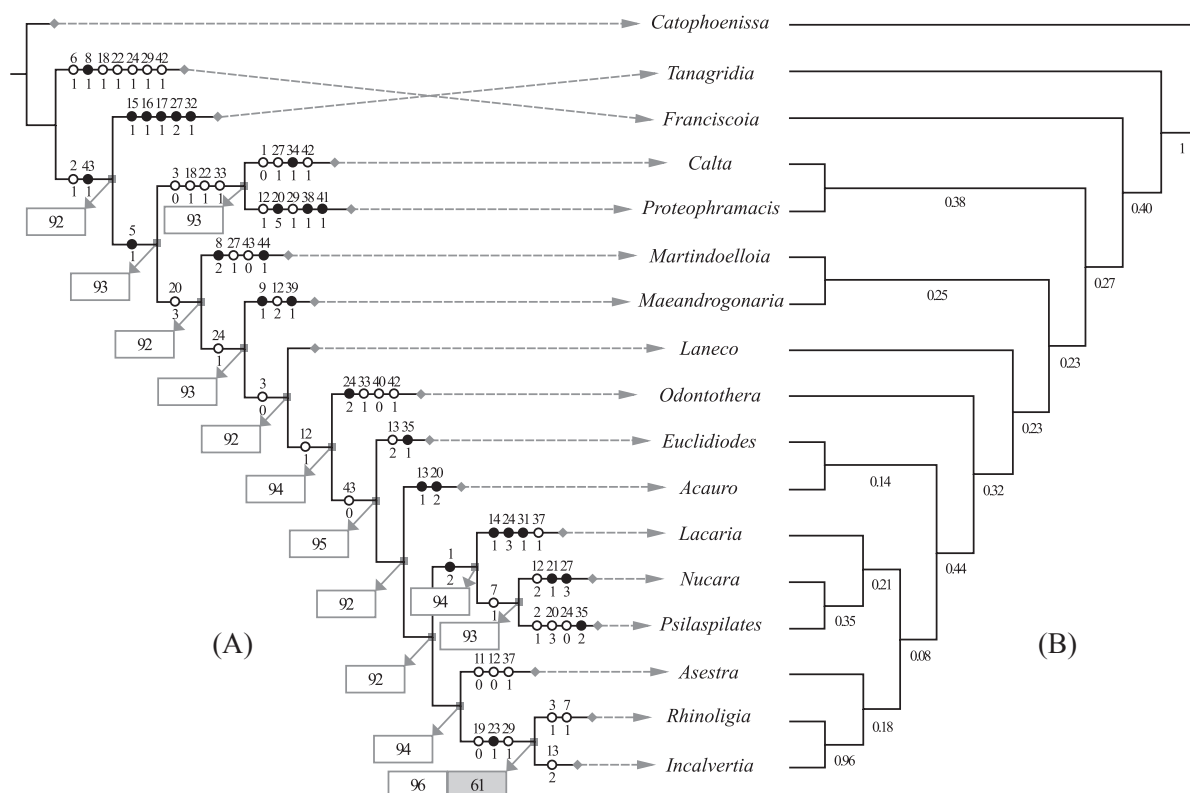 Catophoenissa
6 8 18 22 24 29 42
1 1 1 1 1 1 1
Tanagridia
15 16 17 27 32
1 1 1 2 1
Franciscoia
1
1 27 34 42
0 1 1 1
Calta
2 43
1 1
3 18 22 33
0 1 1 1
0.38
0.40
92
93
12 20 29 38 41
1 5 1 1 1
Proteophramacis
5
1
8 27 43 44
2 1 0 1
Martindoelloia
93
0.27
20
3
9 12 39
1 2 1
Maeandrogonaria
0.25
92
24
1
Laneco
0.23
93
3
0
24 33 40 42
2 1 0 1
Odontothera
92
12
1
13 35
2 1
Euclidiodes
0.23
94
43
0
13 20
1 2
Acauro
0.14
0.32
95
14 24 31 37
1 3 1 1
Lacaria
1
2
92
94
12 21 27
2 1 3
Nucara
0.21
0.44
7
1
93
2 20 24 35
1 3 0 2
Psilaspilates
0.35
(A)
(B)
92
11 12 37
0 0 1
Asestra
0.08
3 7
1 1
Rhinoligia
0.18
94
19 23 29
0 1 1
13
2
Incalvertia
0.96
96 61